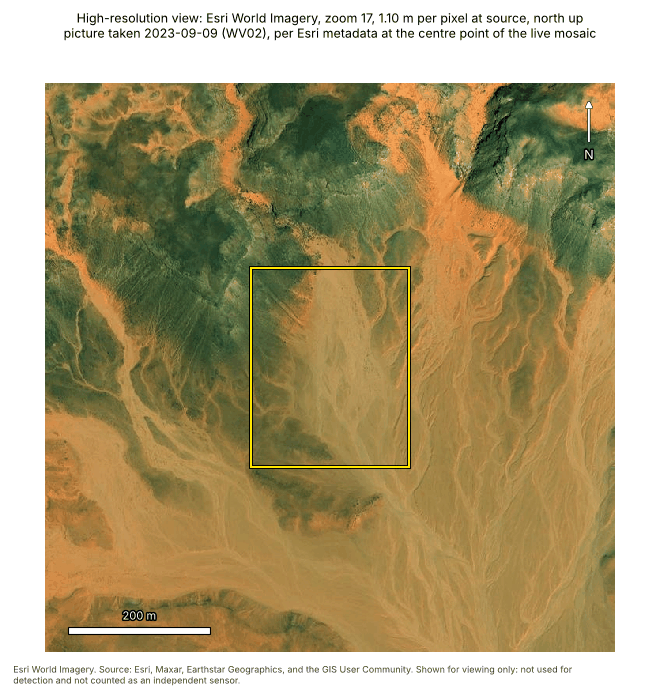 High-resolution view: Esri World Imagery, zoom 17, 1.10 m per pixel at source, north up
picture taken 2023-09-09 (WV02), per Esri metadata at the centre point of the live mosaic
N
200 m
Esri World Imagery. Source: Esri, Maxar, Earthstar Geographics, and the GIS User Community. Shown for viewing only: not used for
detection and not counted as an independent sensor.